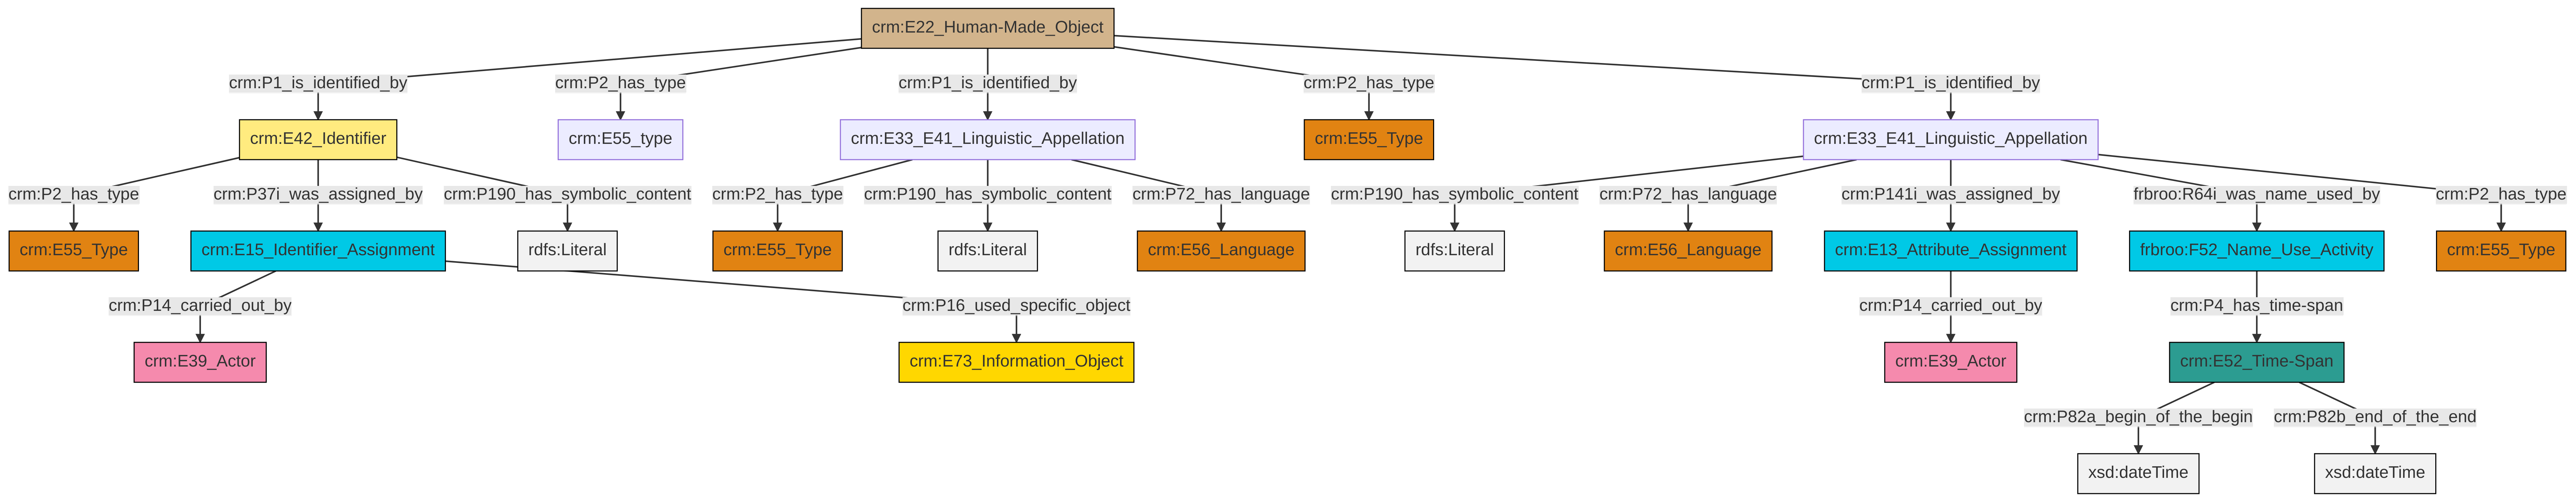 crm:E22_Human-Made_Object
crm:P1_is_identified_by
crm:P2_has_type
crm:P1_is_identified_by
crm:P2_has_type
crm:P1_is_identified_by
crm:E42_Identifier
crm:E55_type
crm:E33_E41_Linguistic_Appellation
crm:E55_Type
crm:E33_E41_Linguistic_Appellation
crm:P2_has_type
crm:P37i_was_assigned_by
crm:P190_has_symbolic_content
crm:P2_has_type
crm:P190_has_symbolic_content
crm:P72_has_language
crm:P190_has_symbolic_content
crm:P72_has_language
crm:P141i_was_assigned_by
frbroo:R64i_was_name_used_by
crm:P2_has_type
crm:E55_Type
crm:E15_Identifier_Assignment
rdfs:Literal
crm:E55_Type
rdfs:Literal
crm:E56_Language
rdfs:Literal
crm:E56_Language
crm:E13_Attribute_Assignment
frbroo:F52_Name_Use_Activity
crm:E55_Type
crm:P14_carried_out_by
crm:P16_used_specific_object
crm:P14_carried_out_by
crm:P4_has_time-span
crm:E39_Actor
crm:E73_Information_Object
crm:E39_Actor
crm:E52_Time-Span
crm:P82a_begin_of_the_begin
crm:P82b_end_of_the_end
xsd:dateTime
xsd:dateTime